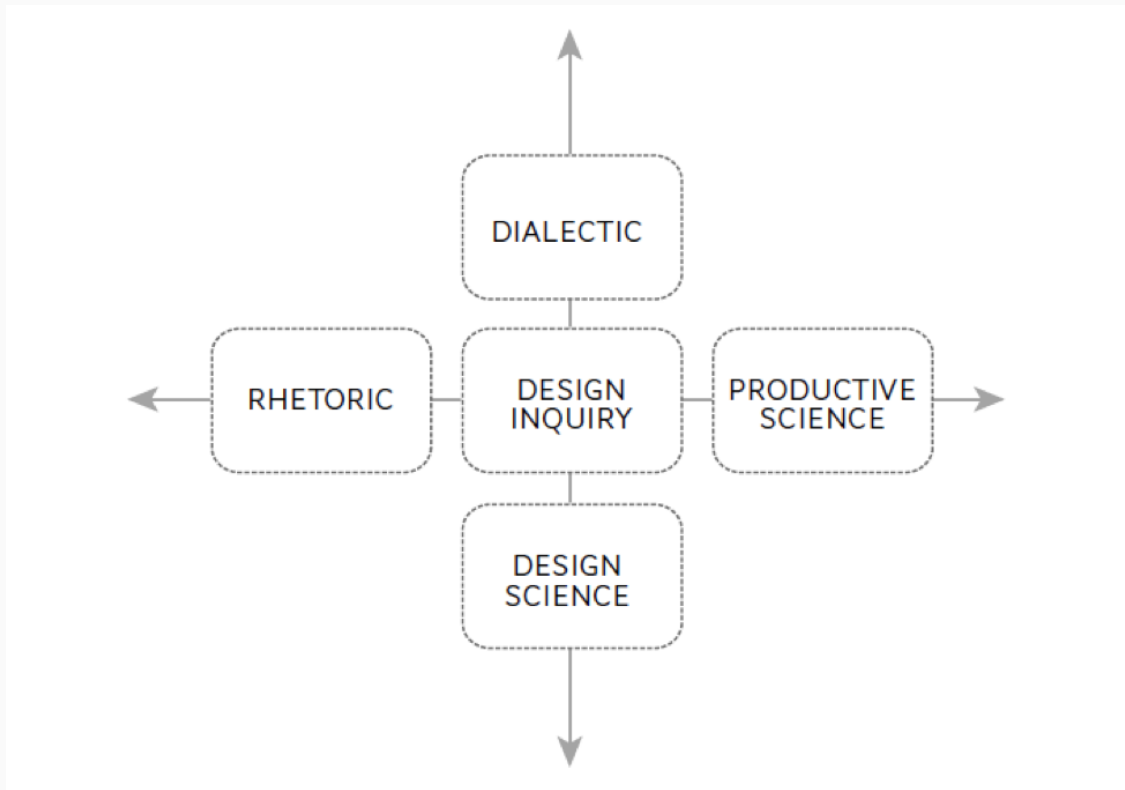 DIALECTIC
RHETORIC
DESIGN
INQUIRY
PRODUCTIVE
SCIENCE
DESIGN
SCIENCE